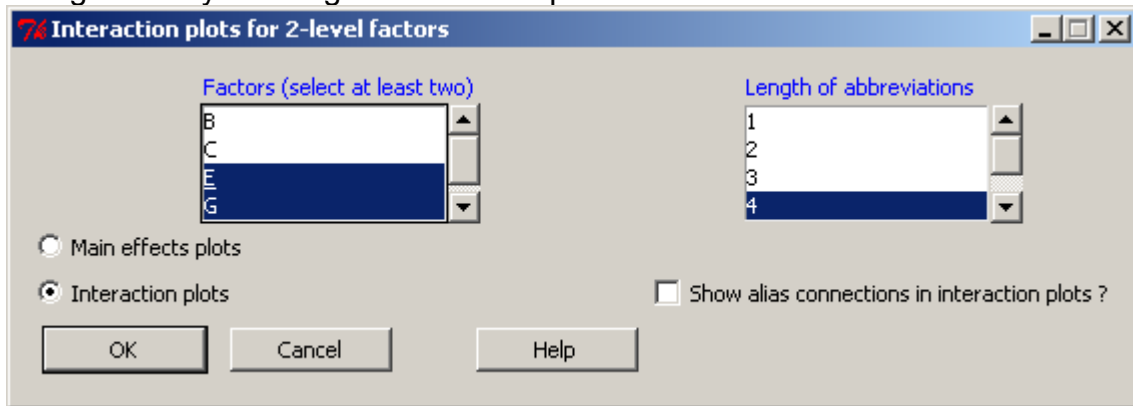 Interaction plots for 2-level factors
Factors (select at least two)
Length of abbreviations
B
C
E
G
1
2
3
4
Main effects plots
Interaction plots
Show alias connections in interaction plots ?
OK
Cancel
Help